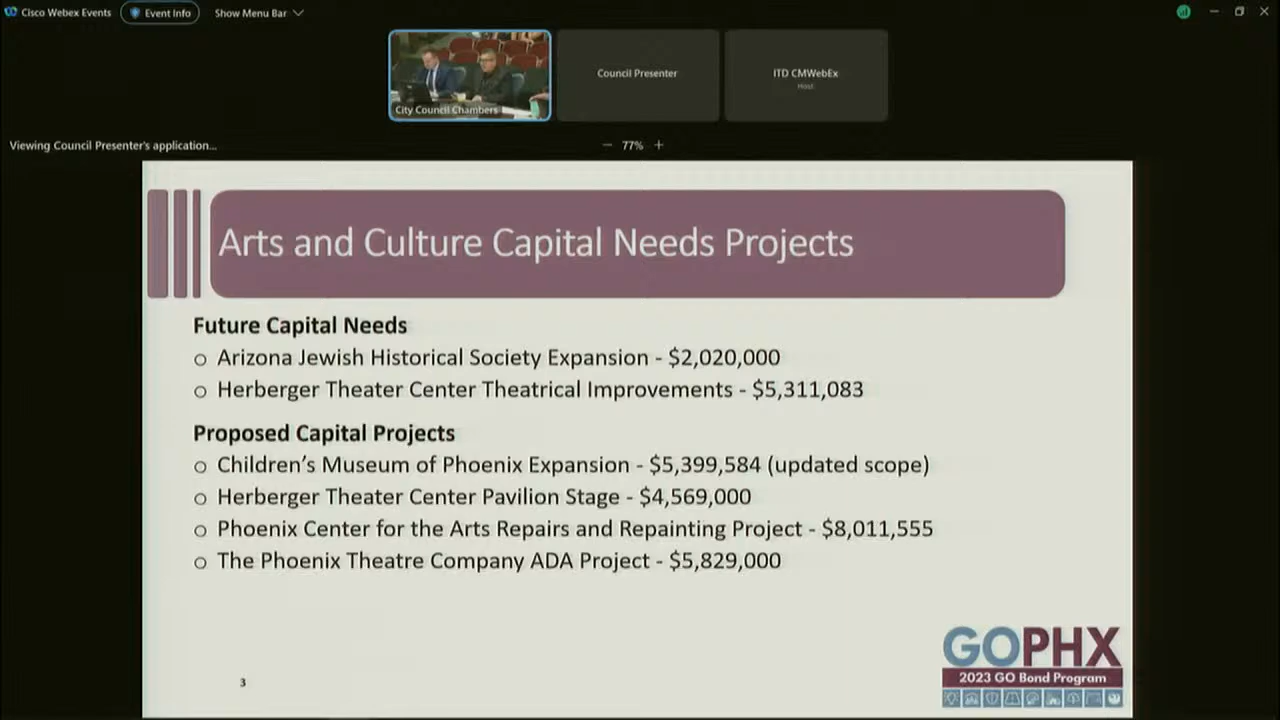 Cisco Webex Events
Event Info
Show Menu Bar
City Council Chambers
Council Presenter
ITD CMWebEx
Host
Viewing Council Presenter's application...
77%
Arts and Culture Capital Needs Projects
Future Capital Needs
o Arizona Jewish Historical Society Expansion - $2,020,000
o Herberger Theater Center Theatrical Improvements - $5,311,083
Proposed Capital Projects
o Children's Museum of Phoenix Expansion - $5,399,584 (updated scope)
o Herberger Theater Center Pavilion Stage - $4,569,000
o Phoenix Center for the Arts Repairs and Repainting Project - $8,011,555
o The Phoenix Theatre Company ADA Project - $5,829,000
3
GOPHX
2023 GO Bond Program